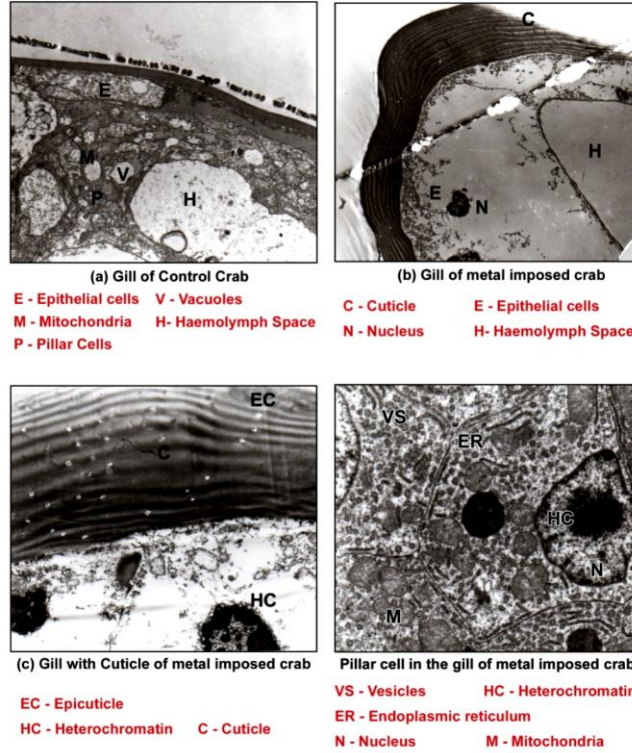 E
M
V
P
H
(a) Gill of Control Crab
E - Epithelial cells V - Vacuoles
M - Mitochondria H- Haemolymph Space
P - Pillar Cells
C
H
E
N
(b) Gill of metal imposed crab
C - Cuticle E - Epithelial cells
N - Nucleus H- Haemolymph Space
EC
C
HC
(c) Gill with Cuticle of metal imposed crab
EC - Epicuticle
HC - Heterochromatin C - Cuticle
VS
ER
HC
N
M
Pillar cell in the gill of metal imposed crab
VS - Vesicles HC - Heterochromatin
ER - Endoplasmic reticulum
N - Nucleus M - Mitochondria